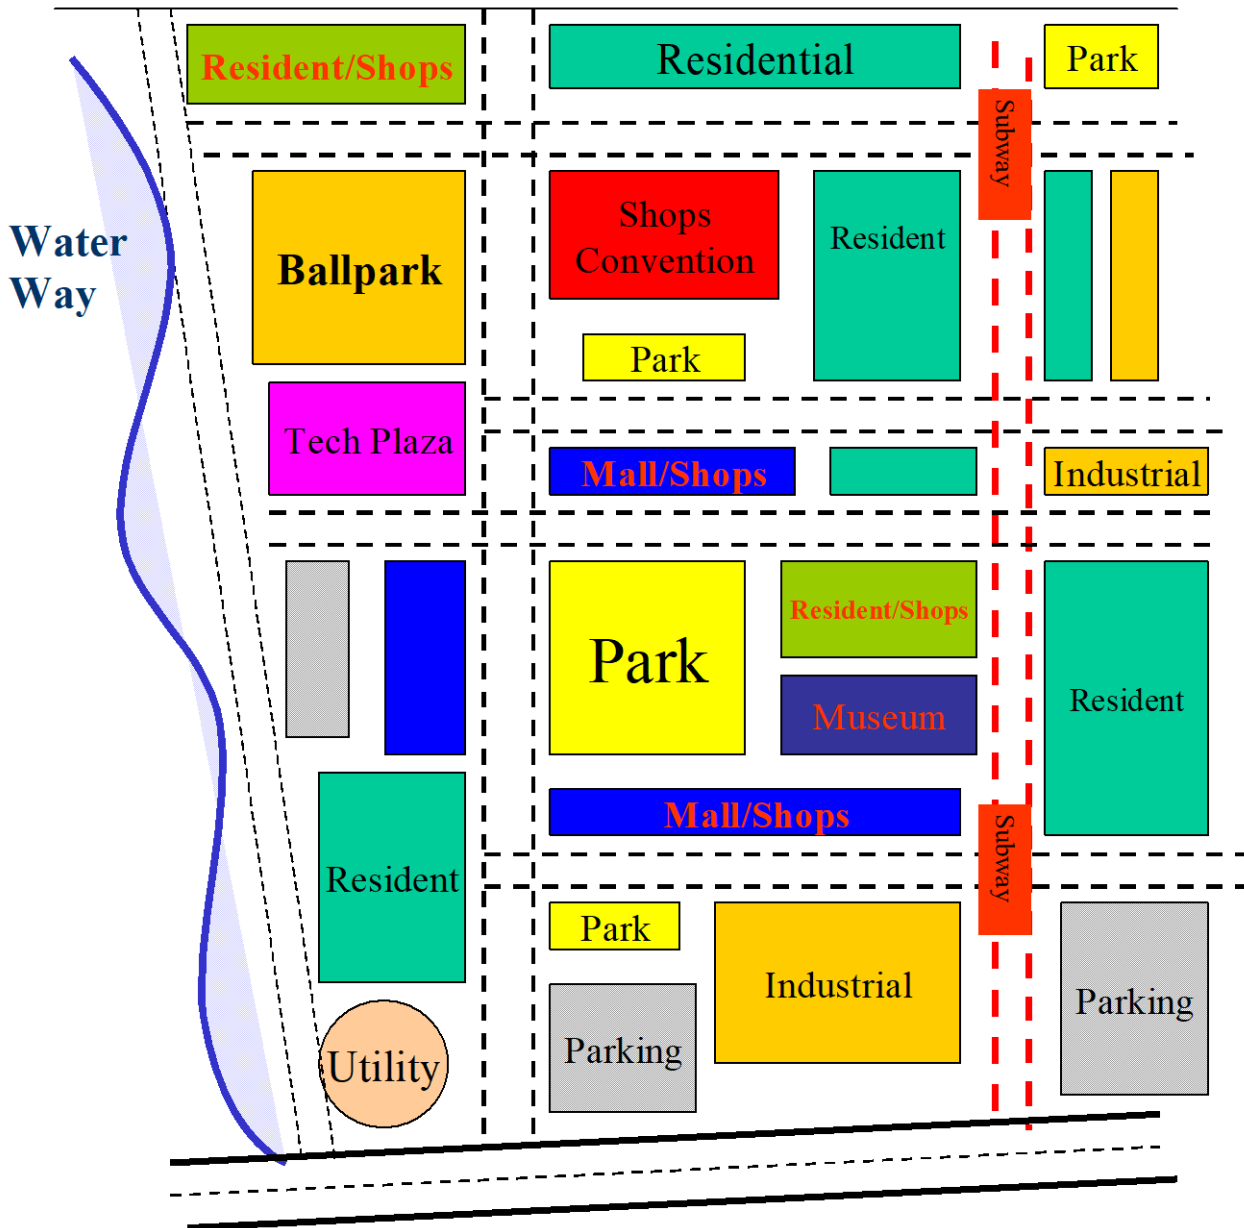 Resident/Shops
Residential
Park
Subway
Water
Way
Ballpark
Shops
Convention
Resident
Park
Tech Plaza
Mall/Shops
Industrial
Park
Resident/Shops
Museum
Resident
Mall/Shops
Subway
Resident
Park
Industrial
Parking
Parking
Utility